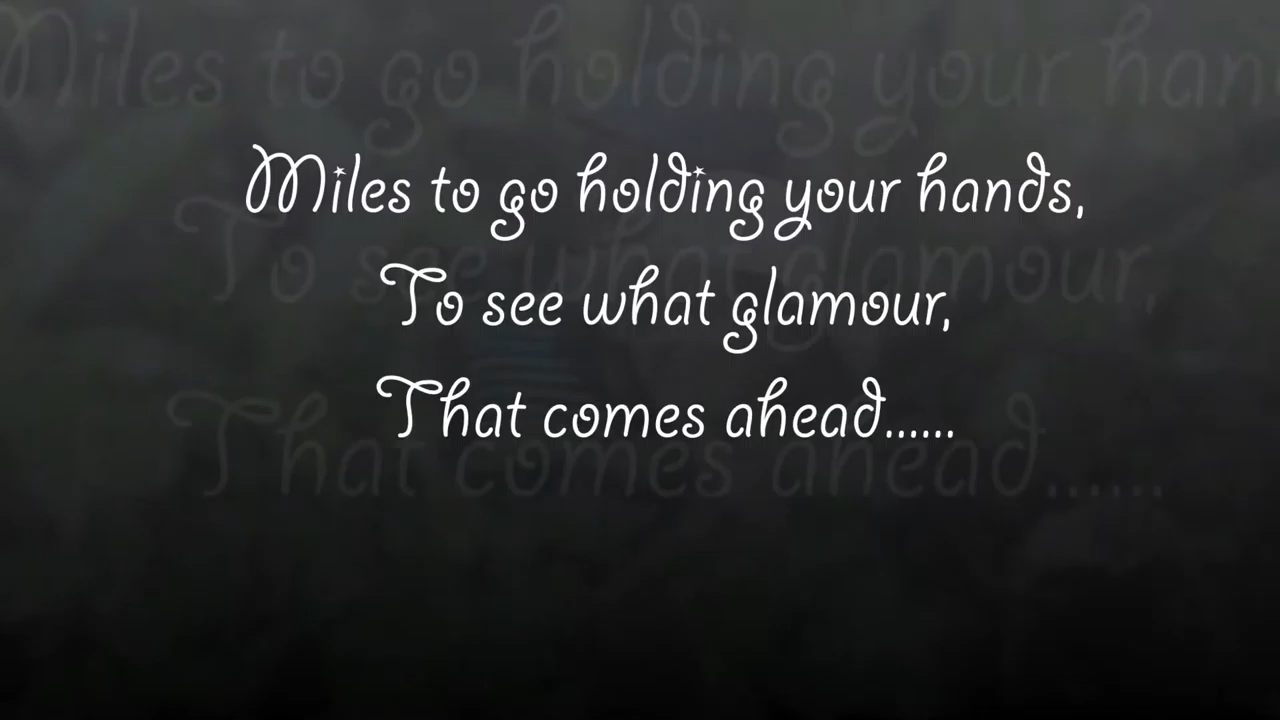 Miles to go holding your hands,
To see what glamour,
That comes ahead......